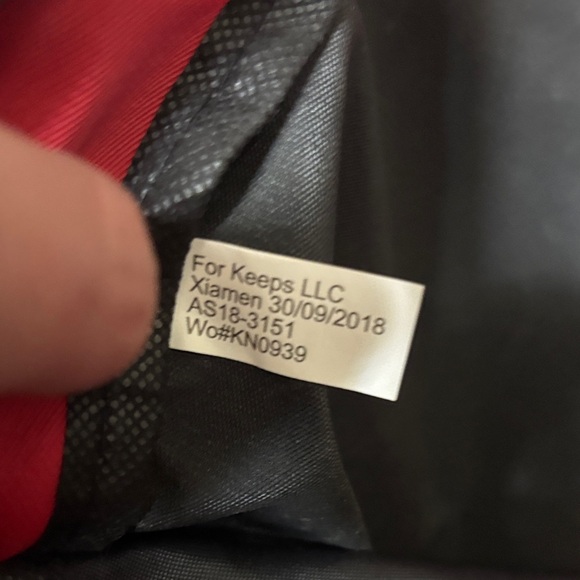 For Keeps LLC
Xiamen 30/09/2018
AS18-3151
Wo#KN0939